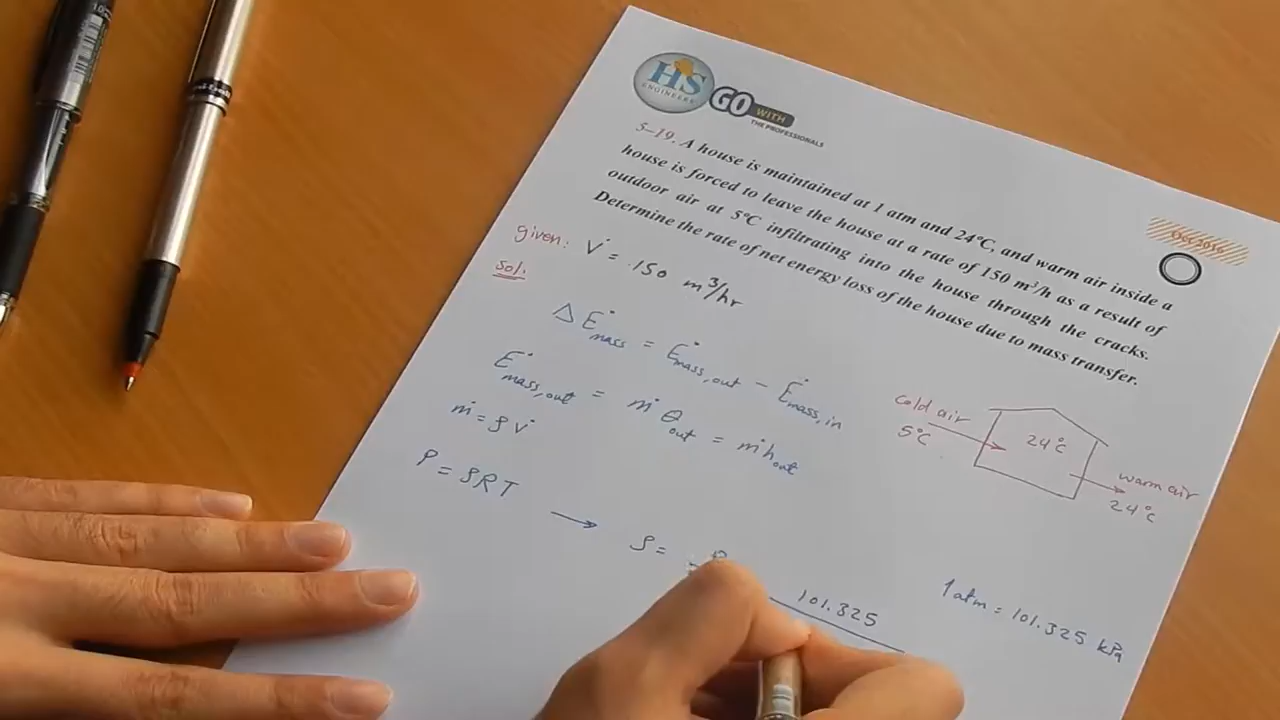 HS
ENGINEERS
GO WITH
THE PROFESSIONALS
5–19. A house is maintained at 1 atm and 24°C, and warm air inside a
house is forced to leave the house at a rate of 150 m³/h as a result of
outdoor air at 5°C infiltrating into the house through the cracks.
Determine the rate of net energy loss of the house due to mass transfer.
given: V̇ = 150 m³/hr
sol.
ΔĖmass = Ėmass,out − Ėmass,in
Ėmass,out = ṁ θout = ṁ hout
ṁ = ρ V̇
P = ρRT
→ ρ = P
101.325
1 atm = 101.325 kPa
cold air
5°C
24°C
warm air
24°C